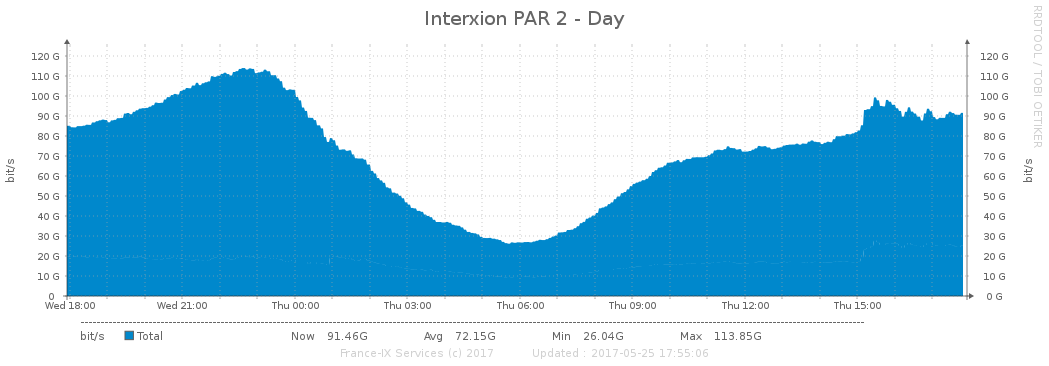 Interxion PAR 2 - Day
RRDTOOL / TOBI OETIKER
bit/s
120 G 120 G
110 G 110 G
100 G 100 G
90 G 90 G
80 G 80 G
70 G 70 G
60 G 60 G
50 G 50 G
40 G 40 G
30 G 30 G
20 G 20 G
10 G 10 G
0 0 G
bit/s
Wed 18:00 Wed 21:00 Thu 00:00 Thu 03:00 Thu 06:00 Thu 09:00 Thu 12:00 Thu 15:00
bit/s Total Now 91.46G Avg 72.15G Min 26.04G Max 113.85G
France-IX Services (c) 2017 Updated : 2017-05-25 17:55:06